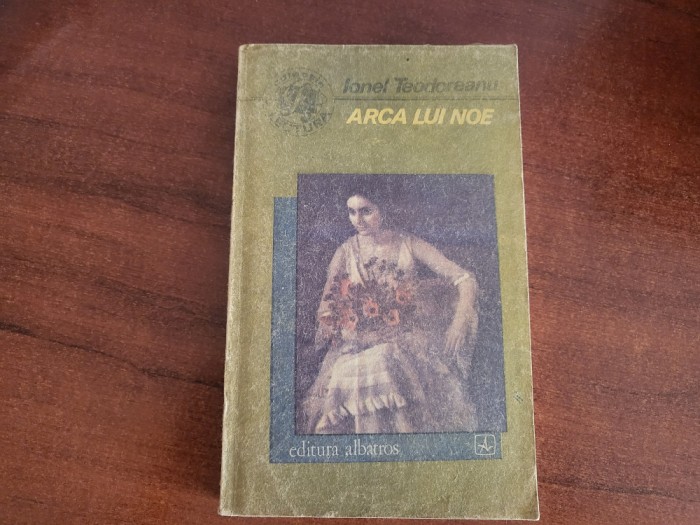 Ionel Teodoreanu
ARCA LUI NOE
editura albatros